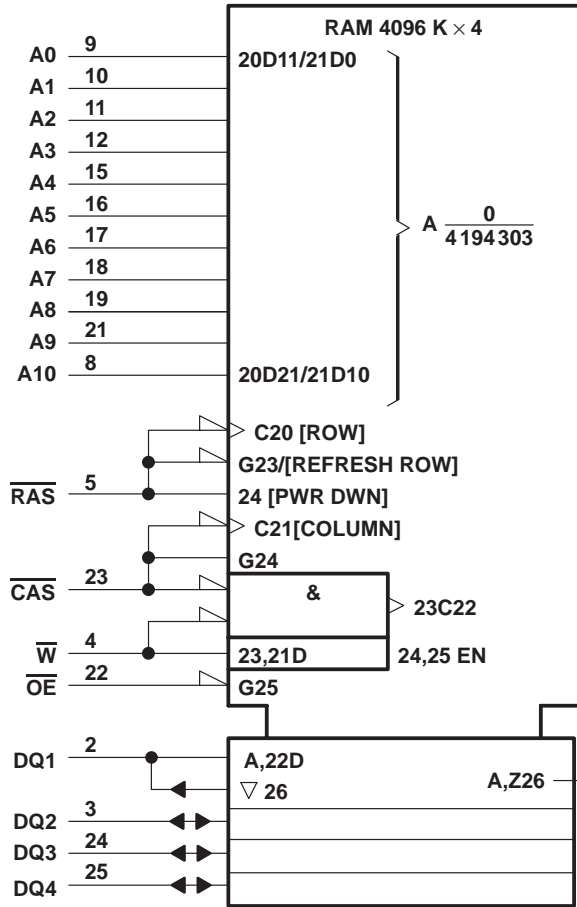 RAM 4096 K × 4
A0 9 20D11/21D0
A1 10
A2 11
A3 12
A4 15
A5 16
A6 17
A7 18
A8 19
A9 21
A10 8 20D21/21D10
A 0
4 194 303
C20 [ROW]
G23/[REFRESH ROW]
RAS 5 24 [PWR DWN]
C21[COLUMN]
G24
CAS 23 & 23C22
W 4 23,21D 24,25 EN
OE 22 G25
DQ1 2 A,22D
▽ 26 A,Z26
DQ2 3
DQ3 24
DQ4 25